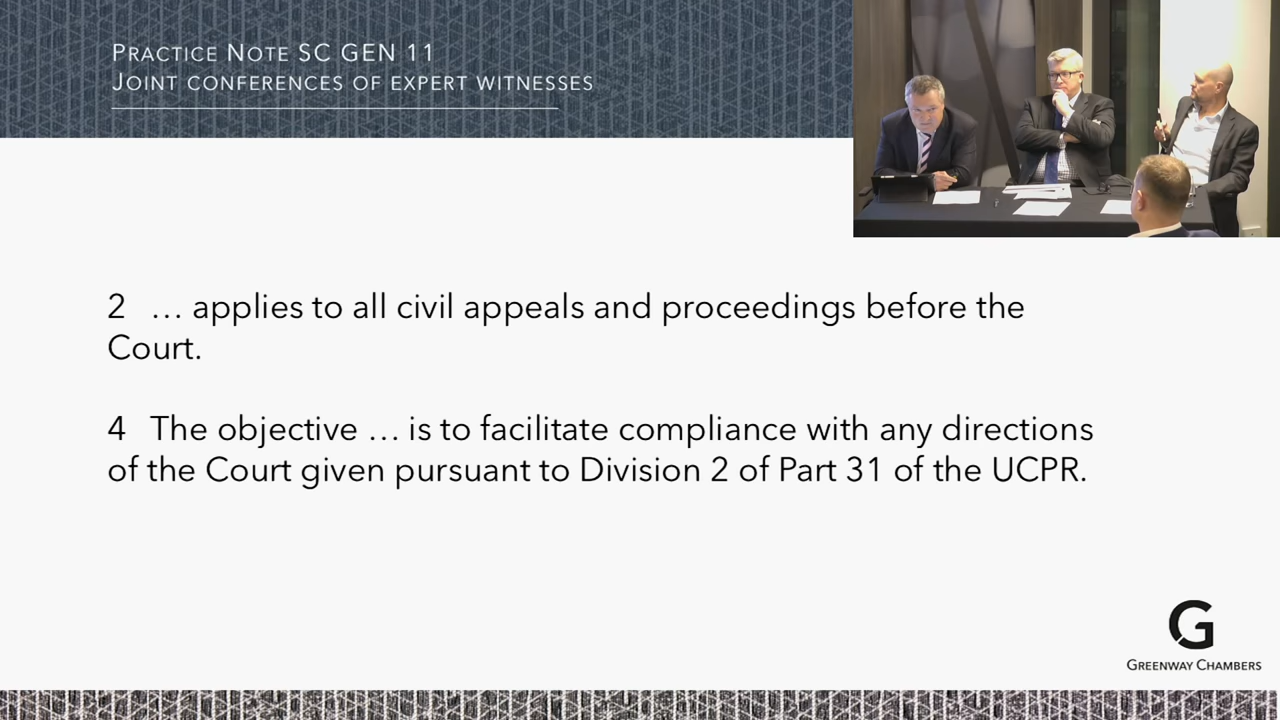 PRACTICE NOTE SC GEN 11
JOINT CONFERENCES OF EXPERT WITNESSES
2 … applies to all civil appeals and proceedings before the
Court.
4 The objective … is to facilitate compliance with any directions
of the Court given pursuant to Division 2 of Part 31 of the UCPR.
G
GREENWAY CHAMBERS